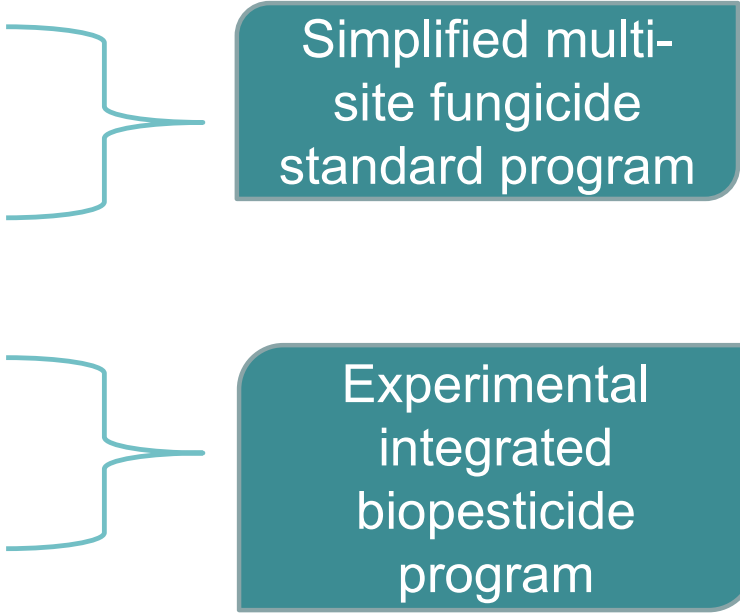 Simplified multi-
site fungicide
standard program
Experimental
integrated
biopesticide
program